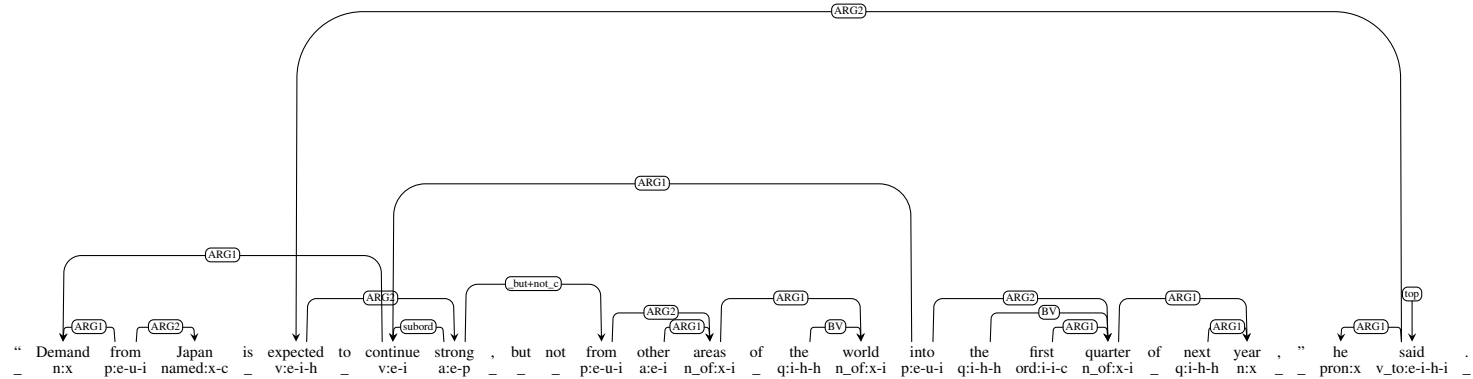 ARG2
ARG1
ARG1
_but+not_c
ARG2 top
ARG2 ARG1 ARG2 ARG1
ARG2 BV
ARG1 ARG2 subord ARG1 BV ARG1 ARG1 ARG1
“ Demand from Japan is expected to continue strong , but not from other areas of the world into the first quarter of next year , ” he said .
_ n:x p:e-u-i named:x-c _ v:e-i-h _ v:e-i a:e-p _ _ _ p:e-u-i a:e-i n_of:x-i _ q:i-h-h n_of:x-i p:e-u-i q:i-h-h ord:i-i-c n_of:x-i _ q:i-h-h n:x _ _ pron:x v_to:e-i-h-i _